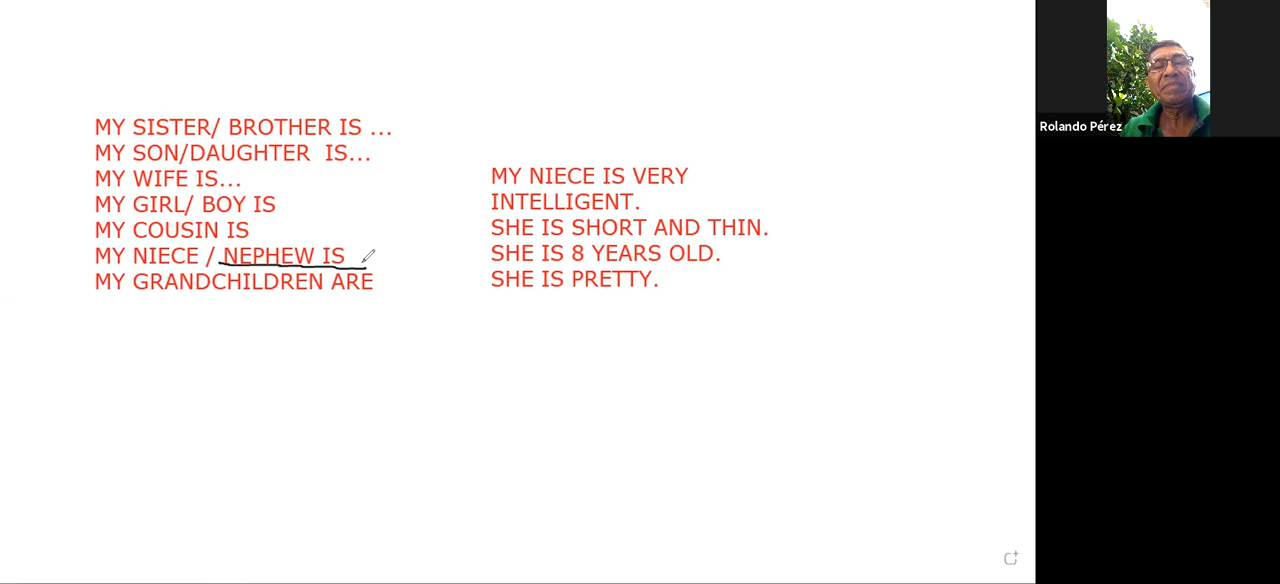 MY SISTER/ BROTHER IS ...
MY SON/DAUGHTER  IS...
MY WIFE IS...
MY GIRL/ BOY IS
MY COUSIN IS
MY NIECE / NEPHEW IS
MY GRANDCHILDREN ARE
MY NIECE IS VERY
INTELLIGENT.
SHE IS SHORT AND THIN.
SHE IS 8 YEARS OLD.
SHE IS PRETTY.
Rolando Pérez